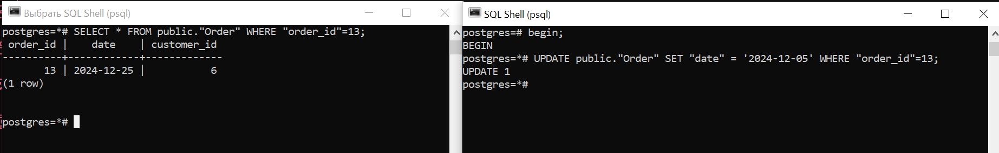 Выбрать SQL Shell (psql)
postgres=*# SELECT * FROM public."Order" WHERE "order_id"=13;
 order_id |    date    | customer_id
----------+------------+-------------
       13 | 2024-12-25 |           6
(1 row)
postgres=*#
SQL Shell (psql)
postgres=# begin;
BEGIN
postgres=*# UPDATE public."Order" SET "date" = '2024-12-05' WHERE "order_id"=13;
UPDATE 1
postgres=*#